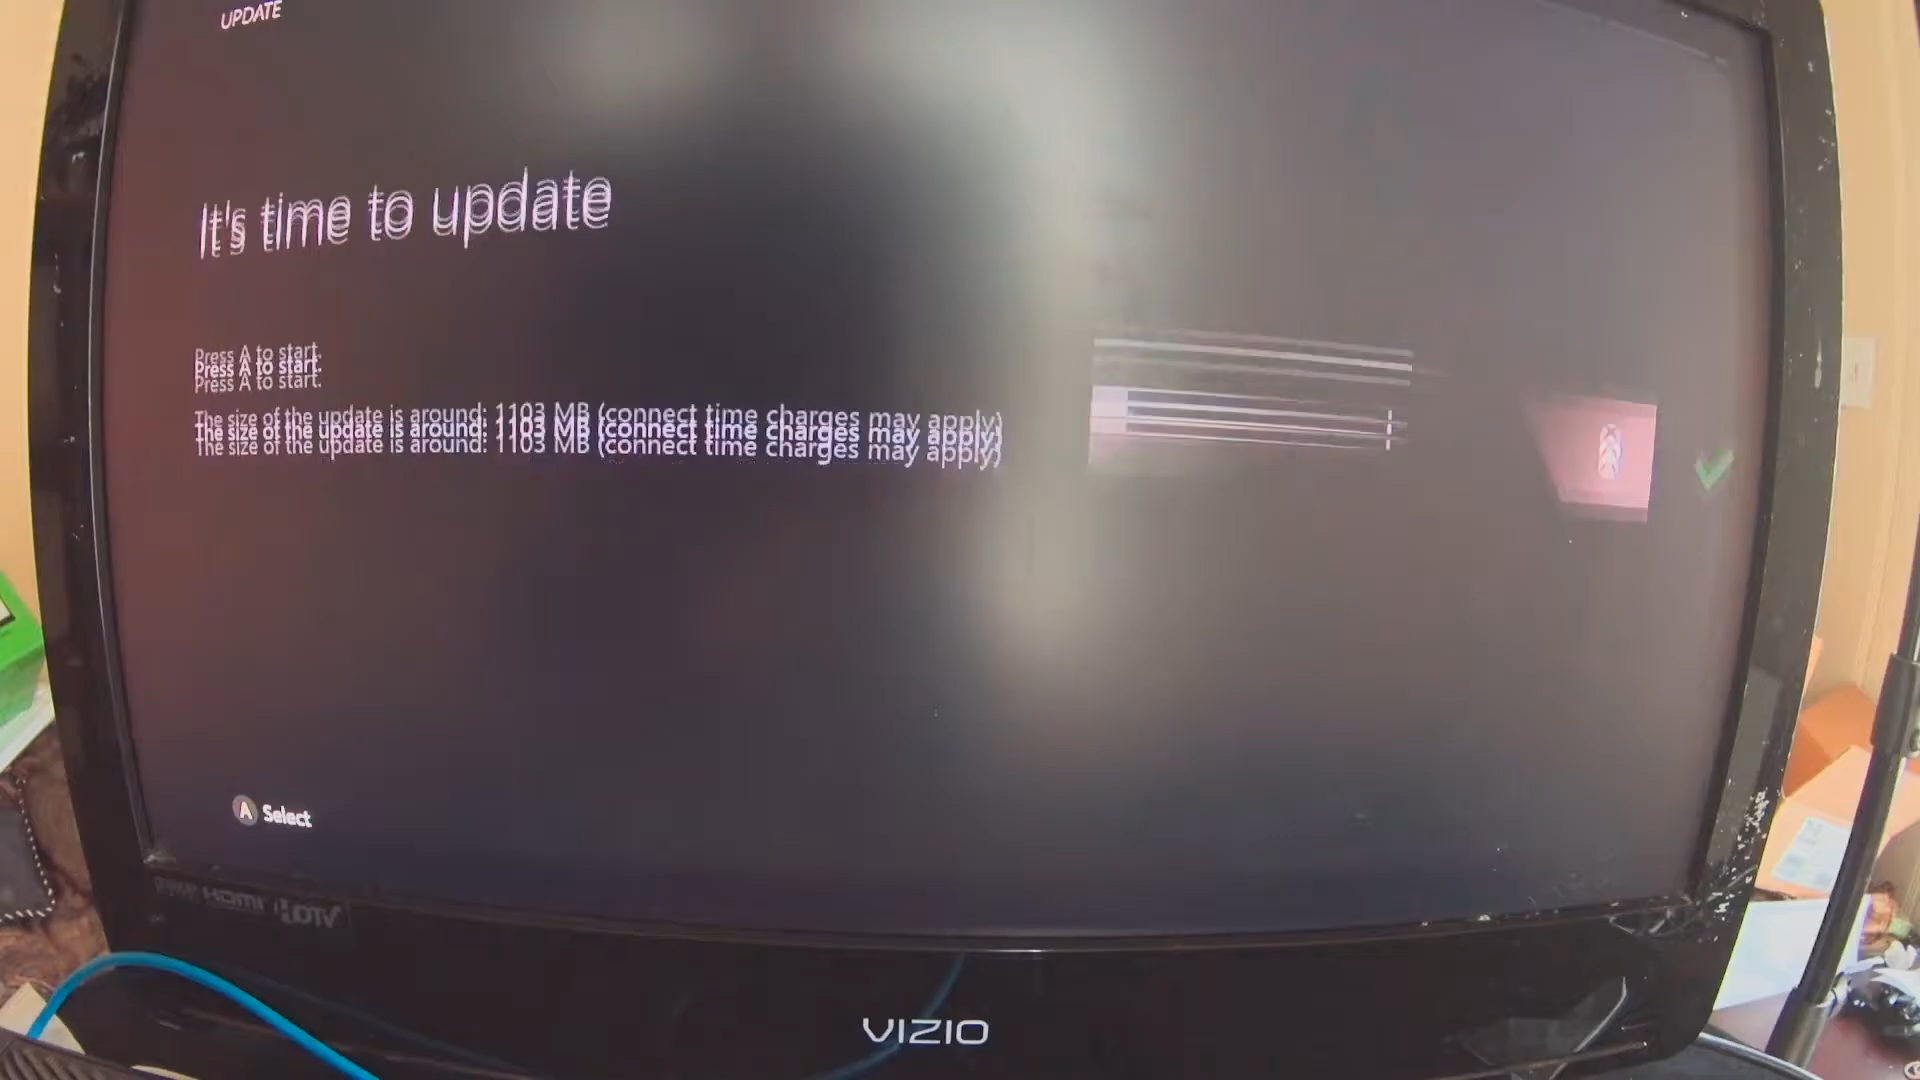 UPDATE
It's time to update
Press A to start.
The size of the update is around: 1103 MB (connect time charges may apply)
A Select
HDMI HDTV
VIZIO